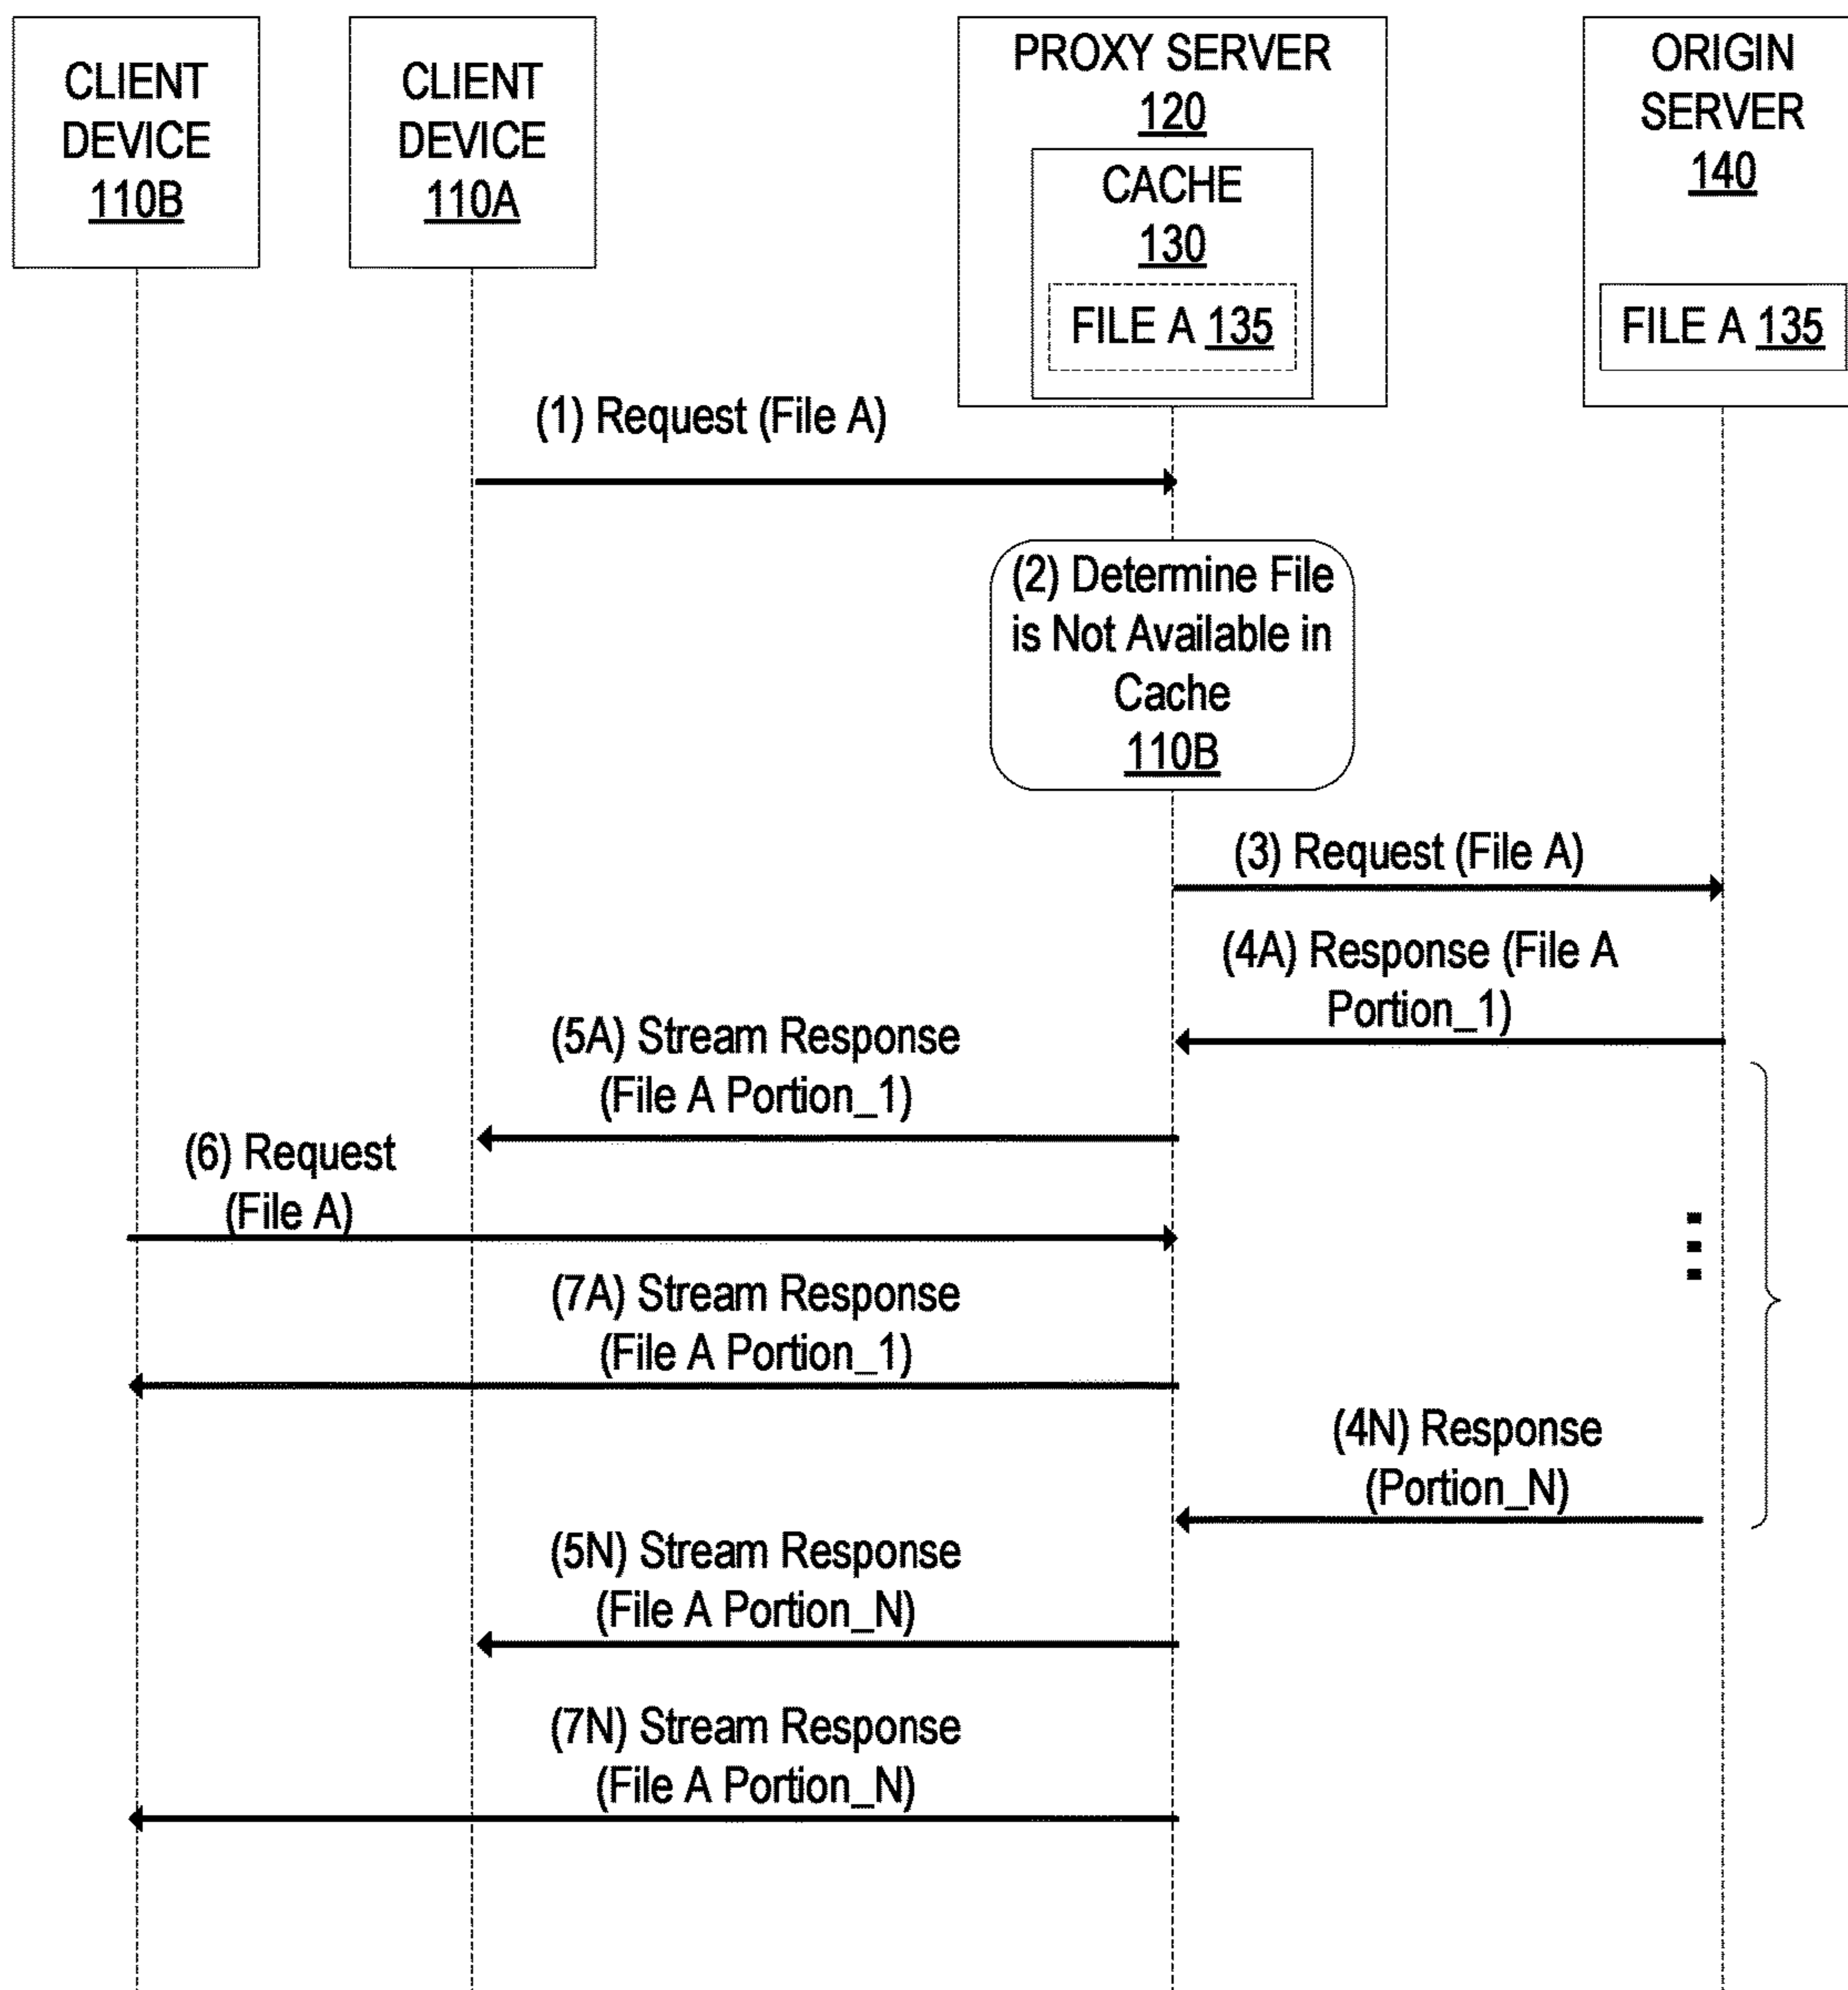 CLIENT
DEVICE
110B
CLIENT
DEVICE
110A
PROXY SERVER
120
CACHE
130
FILE A 135
ORIGIN
SERVER
140
FILE A 135
(1) Request (File A)
(2) Determine File
is Not Available in
Cache
110B
(3) Request (File A)
(4A) Response (File A
Portion_1)
(5A) Stream Response
(File A Portion_1)
(6) Request
(File A)
(7A) Stream Response
(File A Portion_1)
(4N) Response
(Portion_N)
(5N) Stream Response
(File A Portion_N)
(7N) Stream Response
(File A Portion_N)